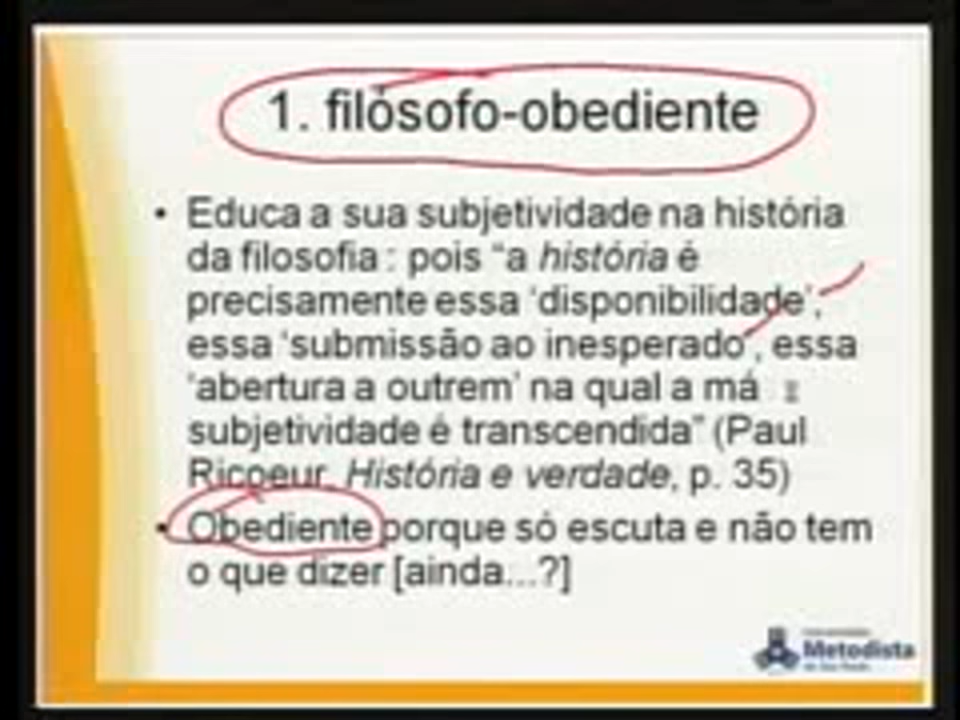 1. filósofo-obediente
• Educa a sua subjetividade na história
da filosofia : pois “a história é
precisamente essa ‘disponibilidade’,
essa ‘submissão ao inesperado’, essa
‘abertura a outrem’ na qual a má
subjetividade é transcendida” (Paul
Ricoeur, História e verdade, p. 35)
• Obediente porque só escuta e não tem
o que dizer [ainda...?]
Metodista